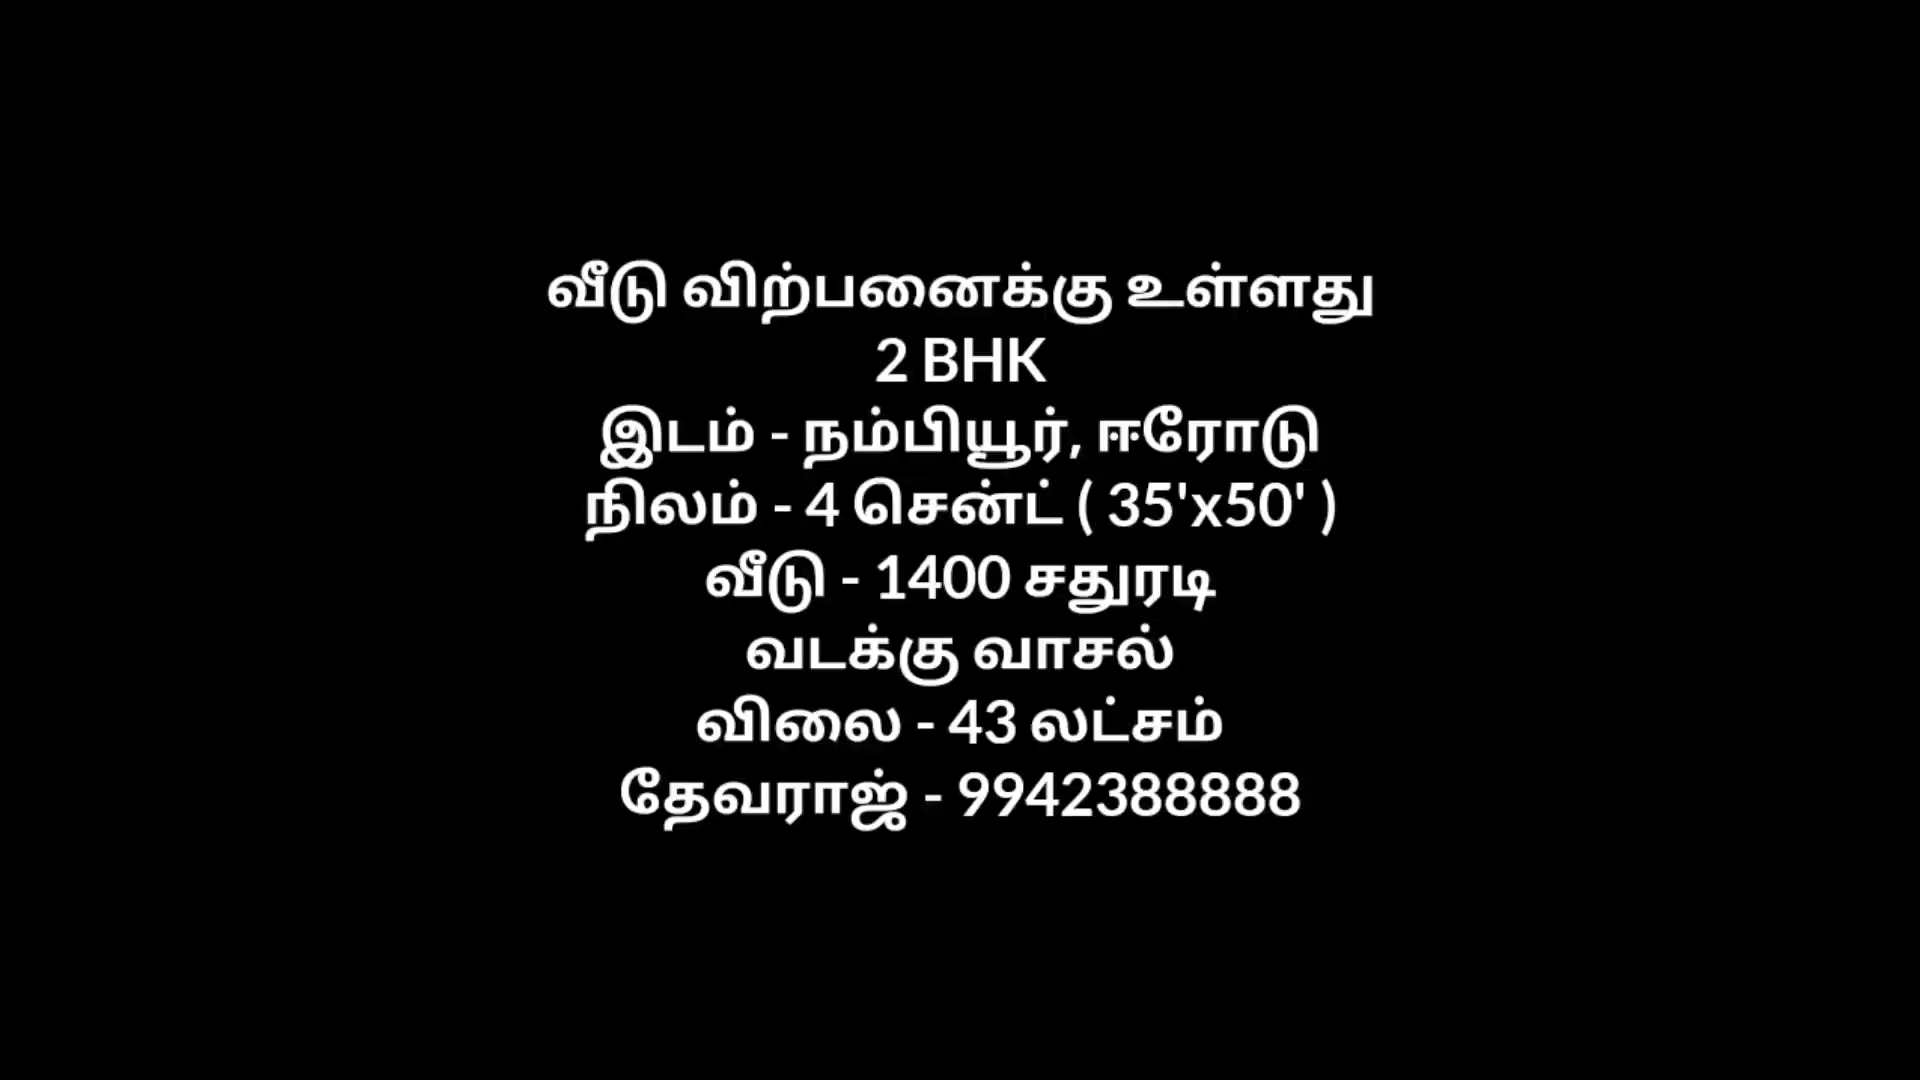 வீடு விற்பனைக்கு உள்ளது
2 BHK
இடம் - நம்பியூர், ஈரோடு
நிலம் - 4 சென்ட் ( 35'x50' )
வீடு - 1400 சதுரடி
வடக்கு வாசல்
விலை - 43 லட்சம்
தேவராஜ் - 9942388888